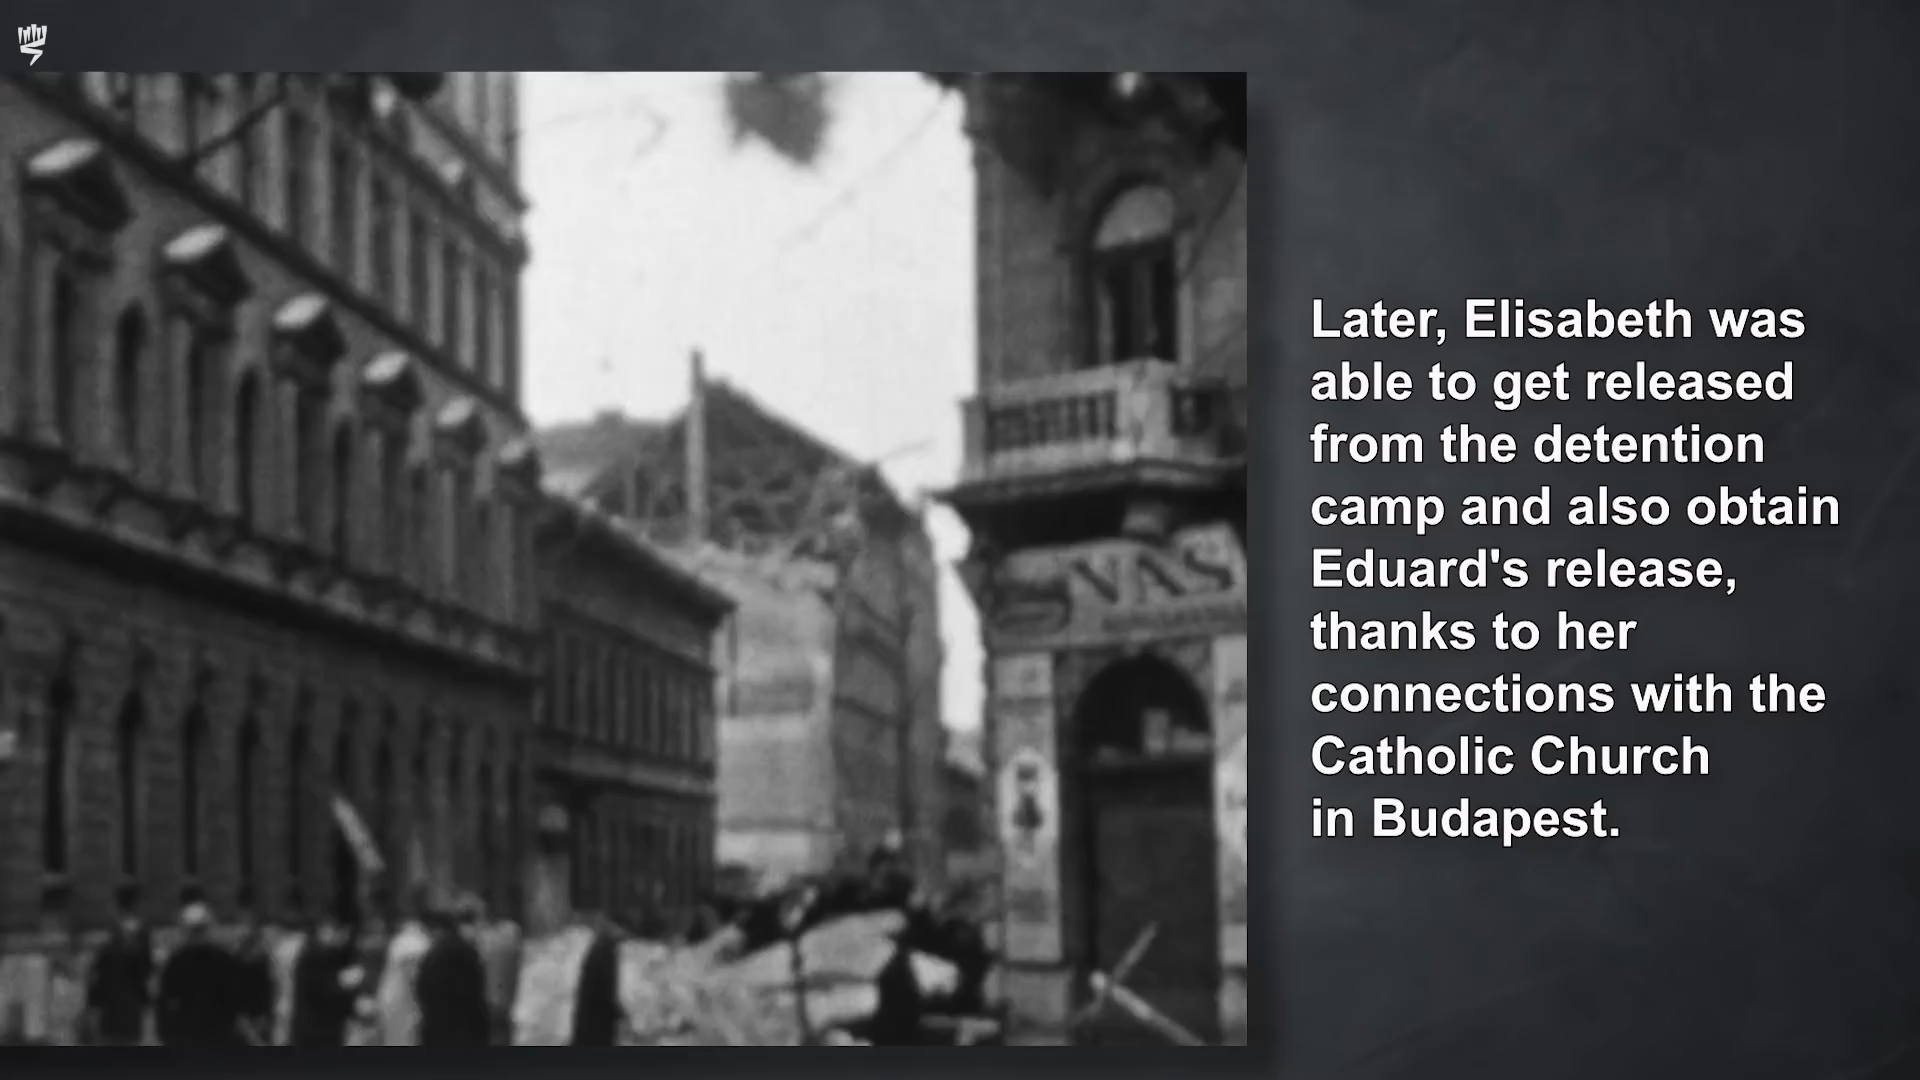 VAS
Later, Elisabeth was
able to get released
from the detention
camp and also obtain
Eduard's release,
thanks to her
connections with the
Catholic Church
in Budapest.